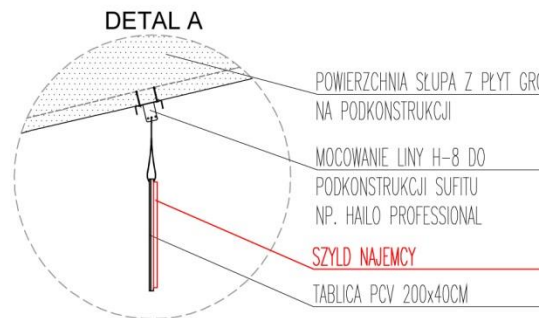 DETAL A
POWIERZCHNIA SŁUPA Z PŁYT
NA PODKONSTRUKCJI
MOCOWANIE LINY H-8 DO
PODKONSTRUKCJI SUFITU
NP. HAILO PROFESSIONAL
SZYLD NAJEMCY
TABLICA PCV 200x40CM